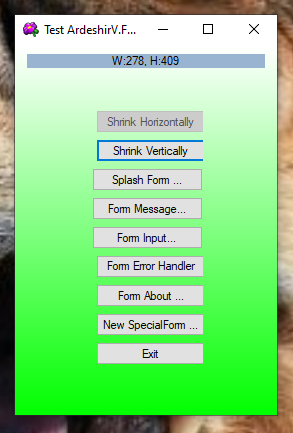 Test ArdeshirV.F...
W:278, H:409
Shrink Horizontally
Shrink Vertically
Splash Form ...
Form Message...
Form Input...
Form Error Handler
Form About ...
New SpecialForm ...
Exit